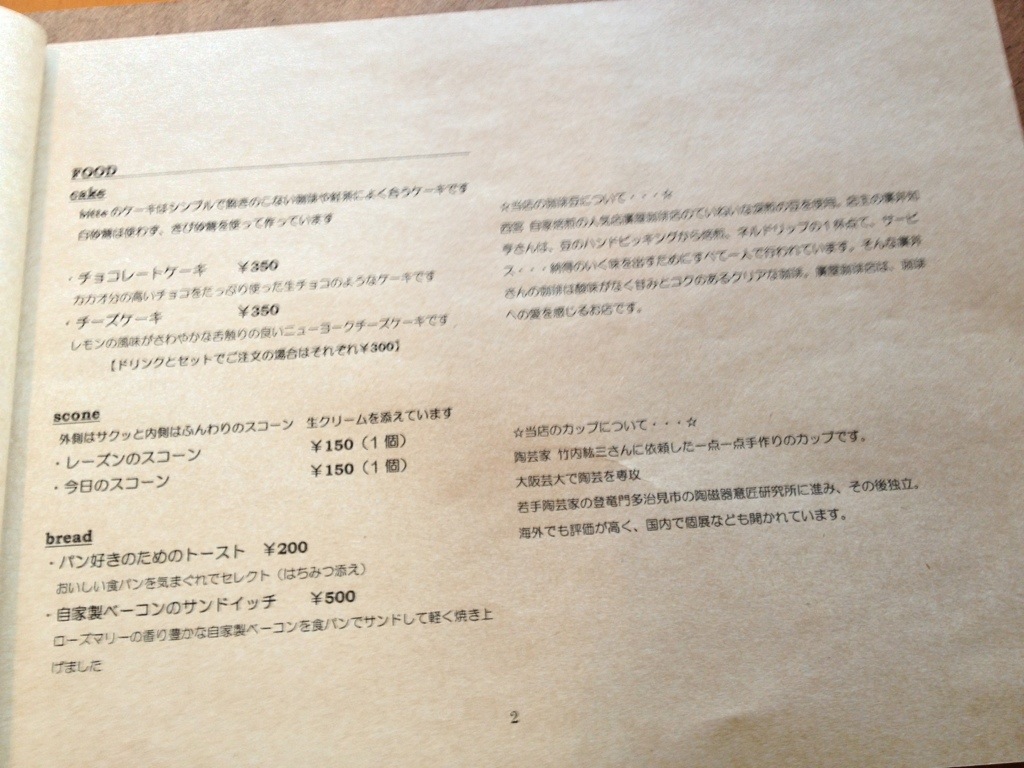 FOOD
cake
のケーキはシンプルで飽きのこない珈琲や紅茶によく合うケーキです
白砂糖は使わず、きび砂糖を使って作っています
・チョコレートケーキ ¥350
カカオ分の高いチョコをたっぷり使った生チョコのようなケーキです
・チーズケーキ ¥350
レモンの風味がさわやかな舌触りの良いニューヨークチーズケーキです
【ドリンクとセットでご注文の場合はそれぞれ¥300】
scone
外側はサクッと内側はふんわりのスコーン 生クリームを添えています
・レーズンのスコーン ¥150（1個）
・今日のスコーン ¥150（1個）
bread
・パン好きのためのトースト ¥200
おいしい食パンを気まぐれでセレクト（はちみつ添え）
・自家製ベーコンのサンドイッチ ¥500
ローズマリーの香り豊かな自家製ベーコンを食パンでサンドして軽く焼き上
げました
☆当店の珈琲豆について・・・☆
西宮 自家焙煎の人気店 珈琲店のていねいな深煎の豆を使用。店主の
孝さんは、豆のハンドピッキングから焙煎、ネルドリップの1杯点て、サービ
ス・・・納得のいく味を出すためにすべて一人で行われています。そんな
さんの珈琲は酸味がなく甘みとコクのあるクリアな珈琲。 珈琲店は、珈琲
への愛を感じるお店です。
☆当店のカップについて・・・☆
陶芸家 竹内紘三さんに依頼した一点一点手作りのカップです。
大阪芸大で陶芸を専攻
若手陶芸家の登竜門多治見市の陶磁器意匠研究所に進み、その後独立。
海外でも評価が高く、国内で個展なども開かれています。
2